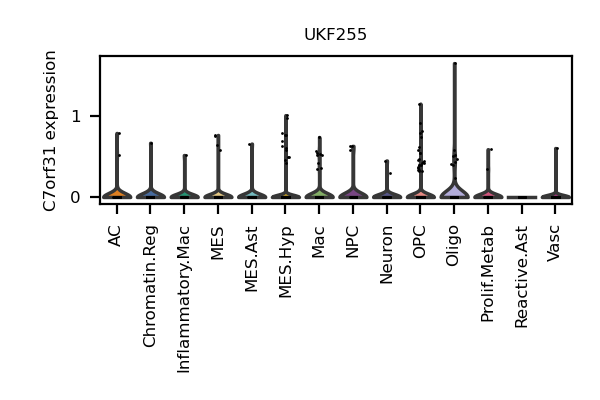 UKF255
C7orf31 expression
1
0
AC
Chromatin.Reg
Inflammatory.Mac
MES
MES.Ast
MES.Hyp
Mac
NPC
Neuron
OPC
Oligo
Prolif.Metab
Reactive.Ast
Vasc